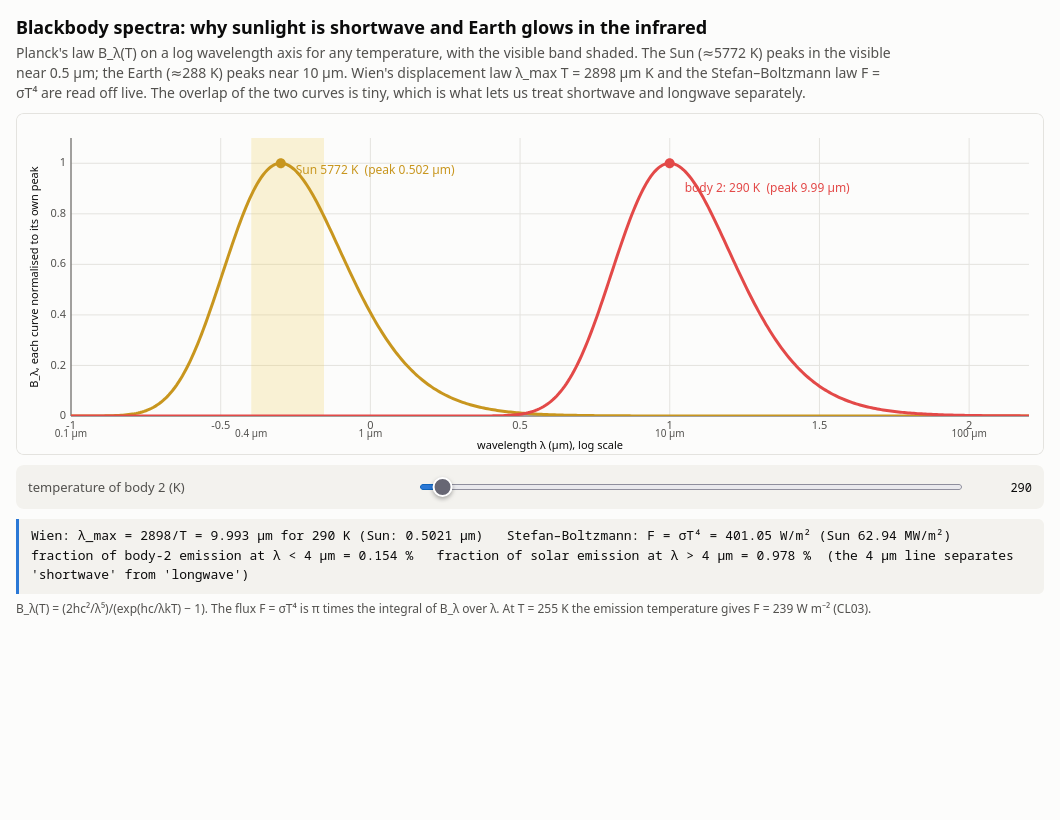 Blackbody spectra: why sunlight is shortwave and Earth glows in the infrared
Planck's law B_λ(T) on a log wavelength axis for any temperature, with the visible band shaded. The Sun (≈5772 K) peaks in the visible
near 0.5 μm; the Earth (≈288 K) peaks near 10 μm. Wien's displacement law λ_max T = 2898 μm K and the Stefan–Boltzmann law F =
σT⁴ are read off live. The overlap of the two curves is tiny, which is what lets us treat shortwave and longwave separately.
B_λ, each curve normalised to its own peak
1
0.8
0.6
0.4
0.2
0
Sun 5772 K (peak 0.502 μm)
body 2: 290 K (peak 9.99 μm)
-1
-0.5
0
0.5
1
1.5
2
0.1 μm
0.4 μm
1 μm
10 μm
100 μm
wavelength λ (μm), log scale
temperature of body 2 (K)
290
Wien: λ_max = 2898/T = 9.993 μm for 290 K (Sun: 0.5021 μm)   Stefan–Boltzmann: F = σT⁴ = 401.05 W/m² (Sun 62.94 MW/m²)
fraction of body-2 emission at λ < 4 μm = 0.154 %   fraction of solar emission at λ > 4 μm = 0.978 %  (the 4 μm line separates
'shortwave' from 'longwave')
B_λ(T) = (2hc²/λ⁵)/(exp(hc/λkT) − 1). The flux F = σT⁴ is π times the integral of B_λ over λ. At T = 255 K the emission temperature gives F = 239 W m⁻² (CL03).